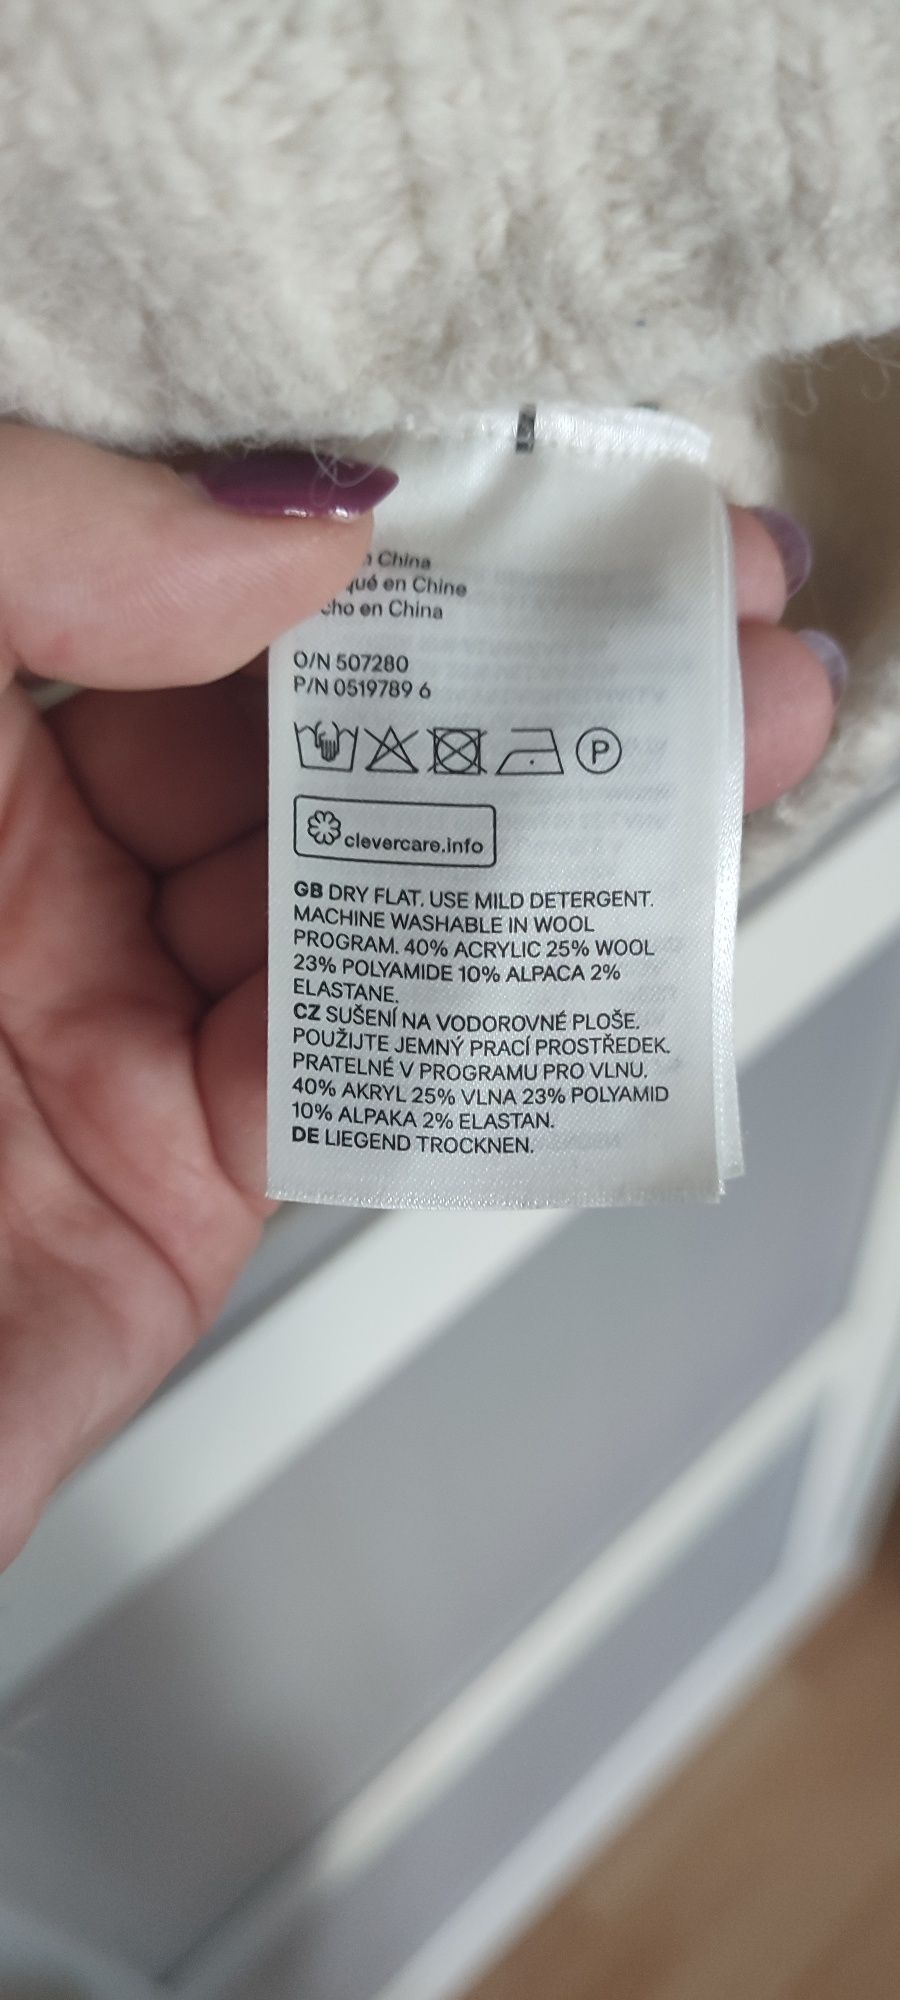 China
en Chine
en China
O/N 507280
P/N 0519789 6
P
clevercare.info
GB DRY FLAT. USE MILD DETERGENT.
MACHINE WASHABLE IN WOOL
PROGRAM. 40% ACRYLIC 25% WOOL
23% POLYAMIDE 10% ALPACA 2%
ELASTANE.
CZ SUŠENÍ NA VODOROVNÉ PLOŠE.
POUŽIJTE JEMNÝ PRACÍ PROSTŘEDEK.
PRATELNÉ V PROGRAMU PRO VLNU.
40% AKRYL 25% VLNA 23% POLYAMID
10% ALPAKA 2% ELASTAN.
DE LIEGEND TROCKNEN.